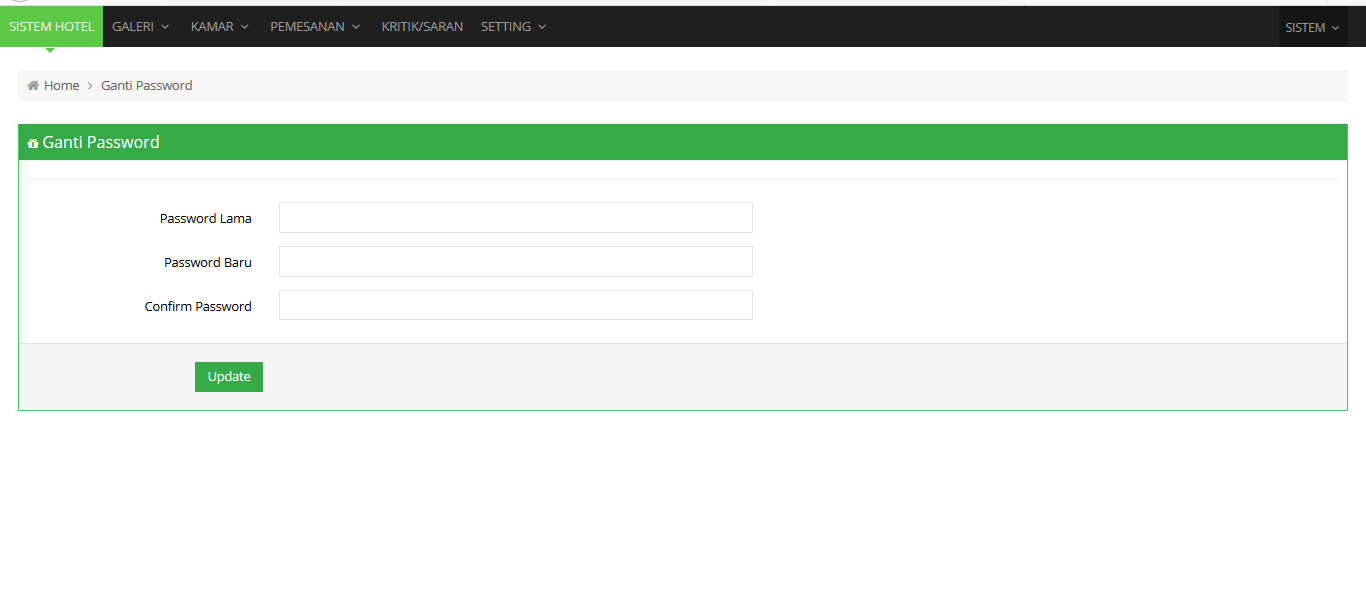 SISTEM HOTEL GALERI KAMAR PEMESANAN KRITIK/SARAN SETTING SISTEM
Home > Ganti Password
Ganti Password
Password Lama
Password Baru
Confirm Password
Update